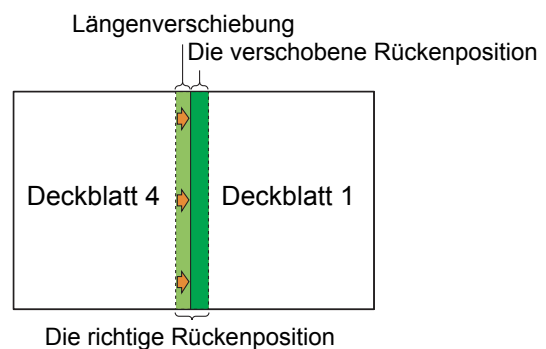 Längenverschiebung
Die verschobene Rückenposition
Deckblatt 4
Deckblatt 1
Die richtige Rückenposition